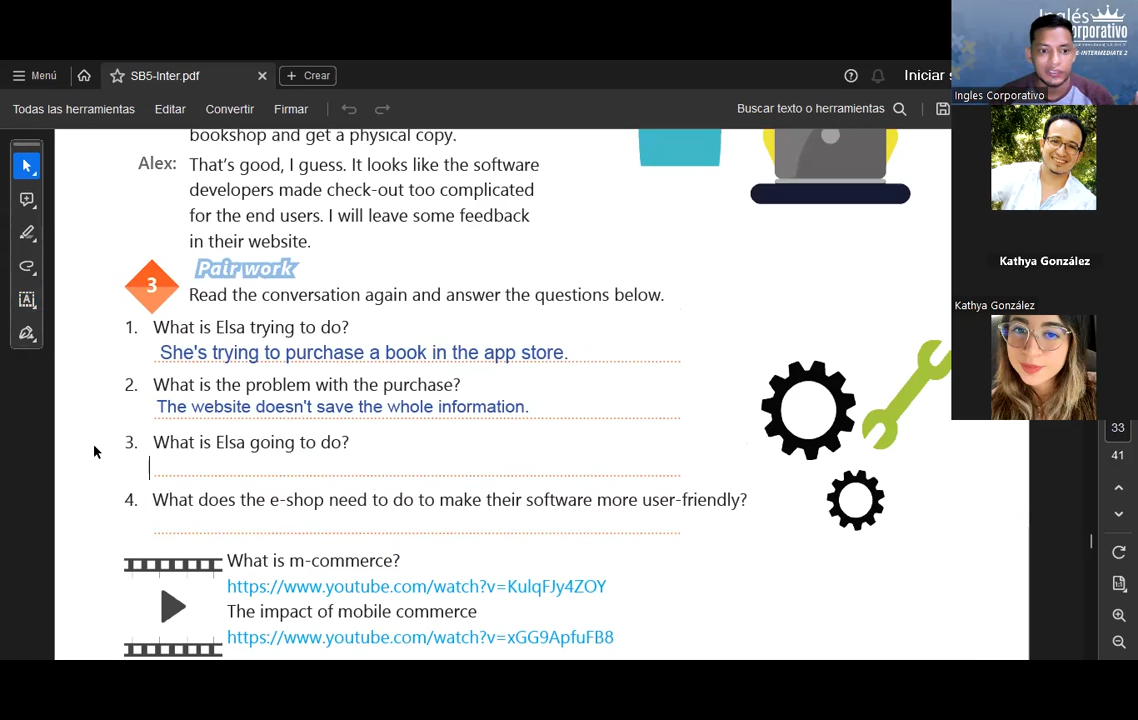 Inglés
Corporativo
E-INTERMEDIATE 2
Menú
SB5-Inter.pdf
Crear
Iniciar s
Ingles Corporativo
Todas las herramientas
Editar
Convertir
Firmar
Buscar texto o herramientas
bookshop and get a physical copy.
Alex: That's good, I guess. It looks like the software
developers made check-out too complicated
for the end users. I will leave some feedback
in their website.
Kathya González
Pair work
3
Read the conversation again and answer the questions below.
Kathya González
1. What is Elsa trying to do?
She's trying to purchase a book in the app store.
2. What is the problem with the purchase?
The website doesn't save the whole information.
3. What is Elsa going to do?
33
41
4. What does the e-shop need to do to make their software more user-friendly?
What is m-commerce?
https://www.youtube.com/watch?v=KulqFJy4ZOY
The impact of mobile commerce
https://www.youtube.com/watch?v=xGG9ApfuFB8